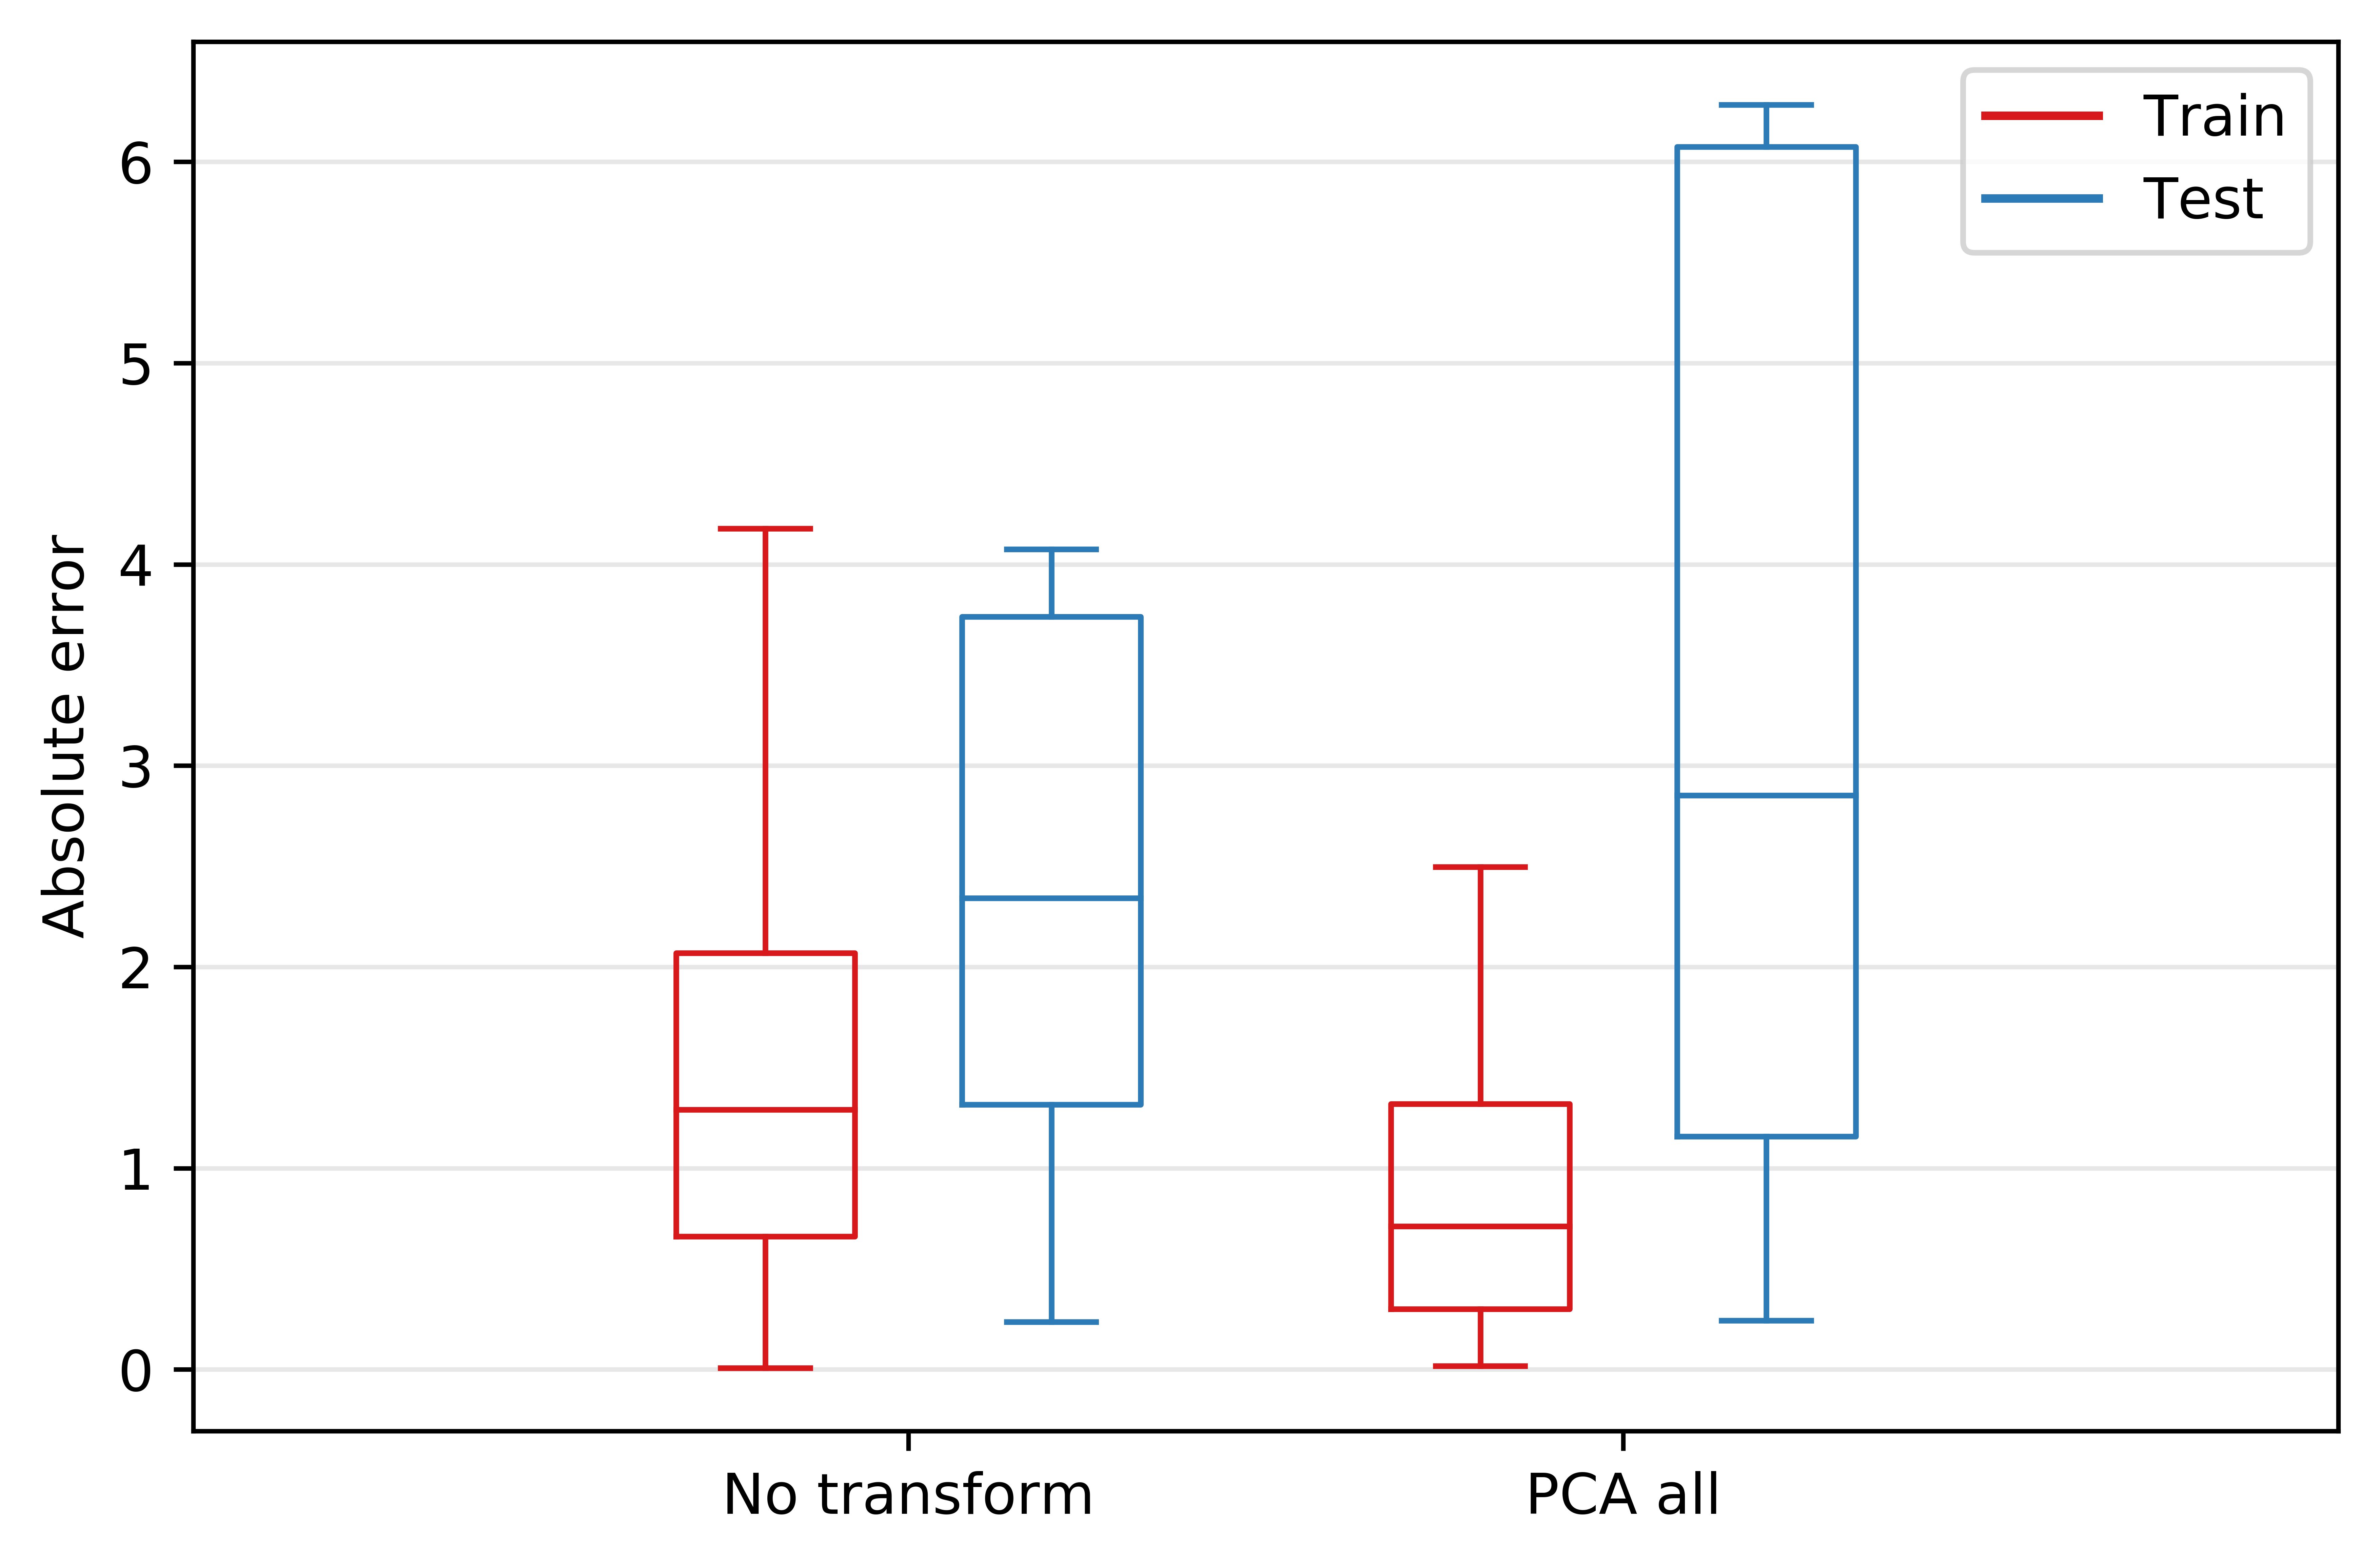 Train
Test
6
5
4
3
2
1
0
Absolute error
No transform
PCA all